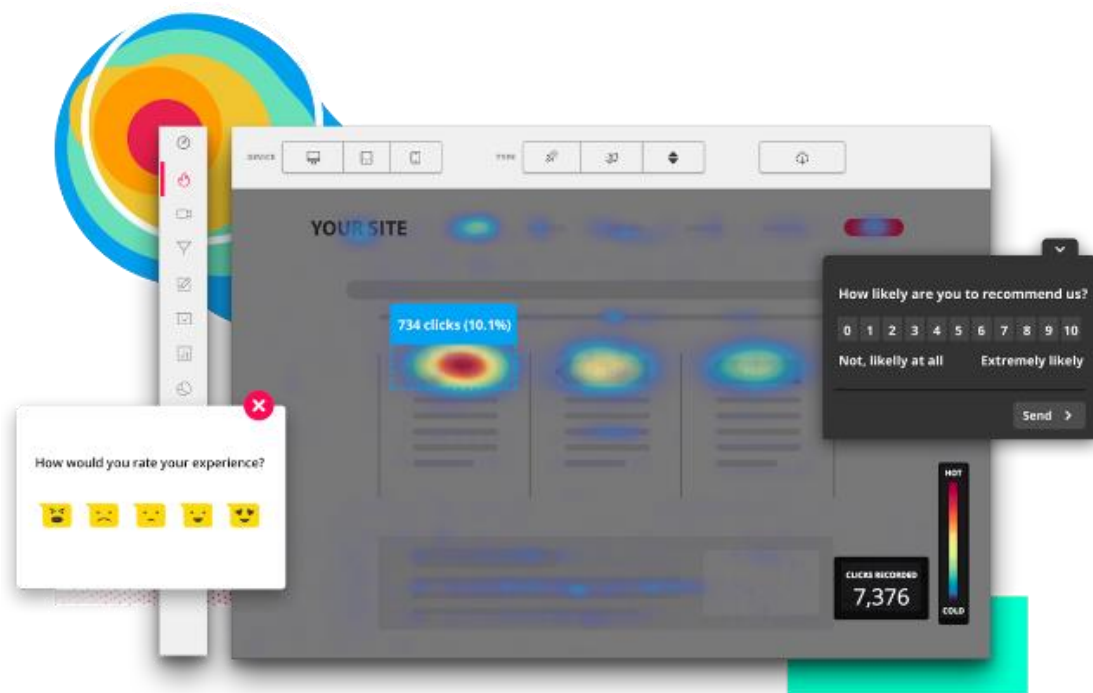 DEVICE
TYPE
YOUR SITE
734 clicks (10.1%)
How likely are you to recommend us?
0 1 2 3 4 5 6 7 8 9 10
Not, likelly at all Extremely likely
Send
How would you rate your experience?
HOT
COLD
CLICKS RECORDED
7,376